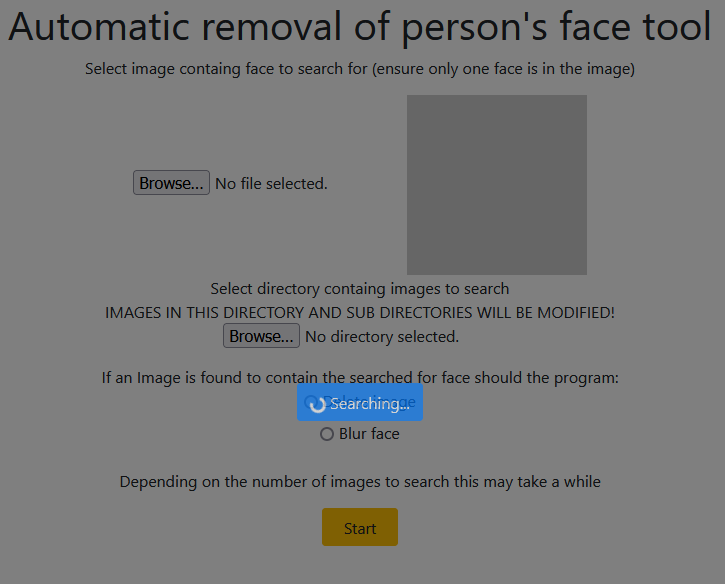 Automatic removal of person's face tool
Select image containg face to search for (ensure only one face is in the image)
Browse... No file selected.
Select directory containg images to search
IMAGES IN THIS DIRECTORY AND SUB DIRECTORIES WILL BE MODIFIED!
Browse... No directory selected.
If an Image is found to contain the searched for face should the program:
Delete image
Searching...
Blur face
Depending on the number of images to search this may take a while
Start